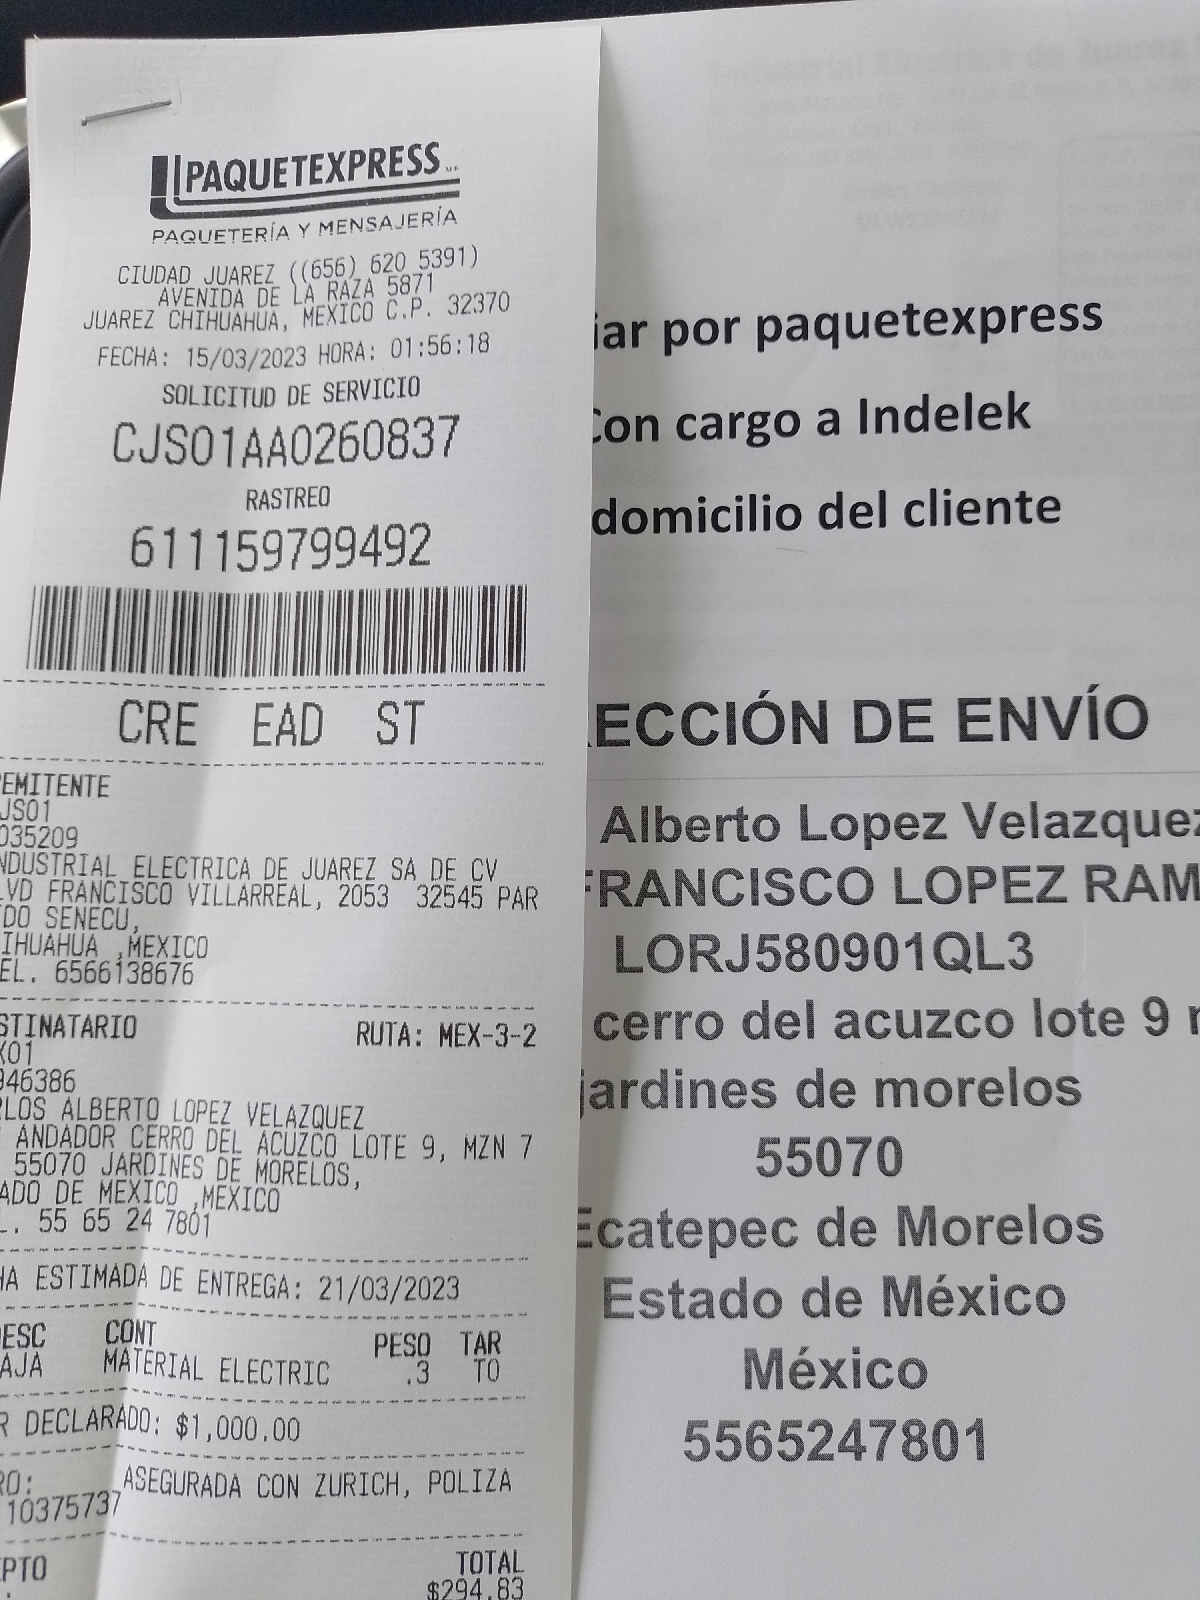 PAQUETEXPRESS
PAQUETERÍA Y MENSAJERÍA
CIUDAD JUAREZ ((656) 620 5391)
AVENIDA DE LA RAZA 5871
JUAREZ CHIHUAHUA, MEXICO C.P. 32370
FECHA: 15/03/2023 HORA: 01:56:18
SOLICITUD DE SERVICIO
CJS01AA0260837
RASTREO
611159799492
CRE EAD ST
EMITENTE
JS01
035209
NDUSTRIAL ELECTRICA DE JUAREZ SA DE CV
LVD FRANCISCO VILLARREAL, 2053 32545 PAR
DO SENECU,
IHUAHUA ,MEXICO
EL. 6566138676
STINATARIO RUTA: MEX-3-2
X01
946386
RLOS ALBERTO LOPEZ VELAZQUEZ
ANDADOR CERRO DEL ACUZCO LOTE 9, MZN 7
55070 JARDINES DE MORELOS,
ADO DE MEXICO ,MEXICO
L. 55 65 24 7801
HA ESTIMADA DE ENTREGA: 21/03/2023
ESC CONT PESO TAR
AJA MATERIAL ELECTRIC .3 T0
R DECLARADO: $1,000.00
RO: ASEGURADA CON ZURICH, POLIZA
10375737
EPTO TOTAL
$294.83
iar por paquetexpress
Con cargo a Indelek
domicilio del cliente
RECCIÓN DE ENVÍO
Alberto Lopez Velazquez
FRANCISCO LOPEZ RAM
LORJ580901QL3
cerro del acuzco lote 9 m
jardines de morelos
55070
Ecatepec de Morelos
Estado de México
México
5565247801